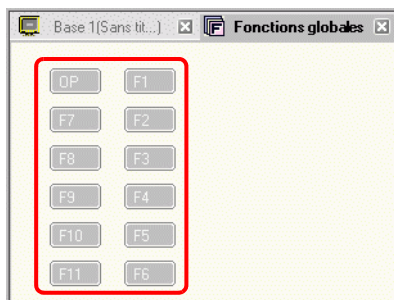 Base 1(Sans tit...) Fonctions globales
OP F1
F7 F2
F8 F3
F9 F4
F10 F5
F11 F6